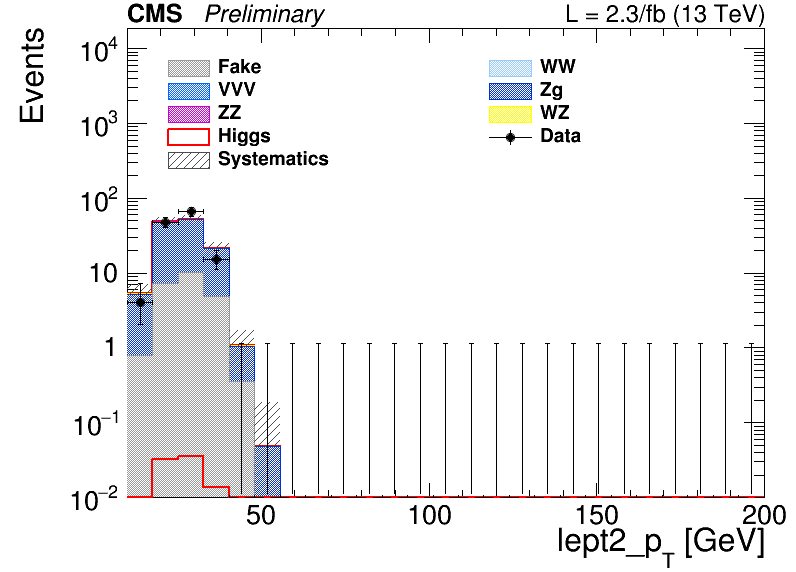 CMS Preliminary L = 2.3/fb (13 TeV)
Events
10^4
10^3
10^2
10
1
10^−1
10^−2
Fake
VVV
ZZ
Higgs
Systematics
WW
Zg
WZ
Data
50 100 150 200
lept2_p_T [GeV]